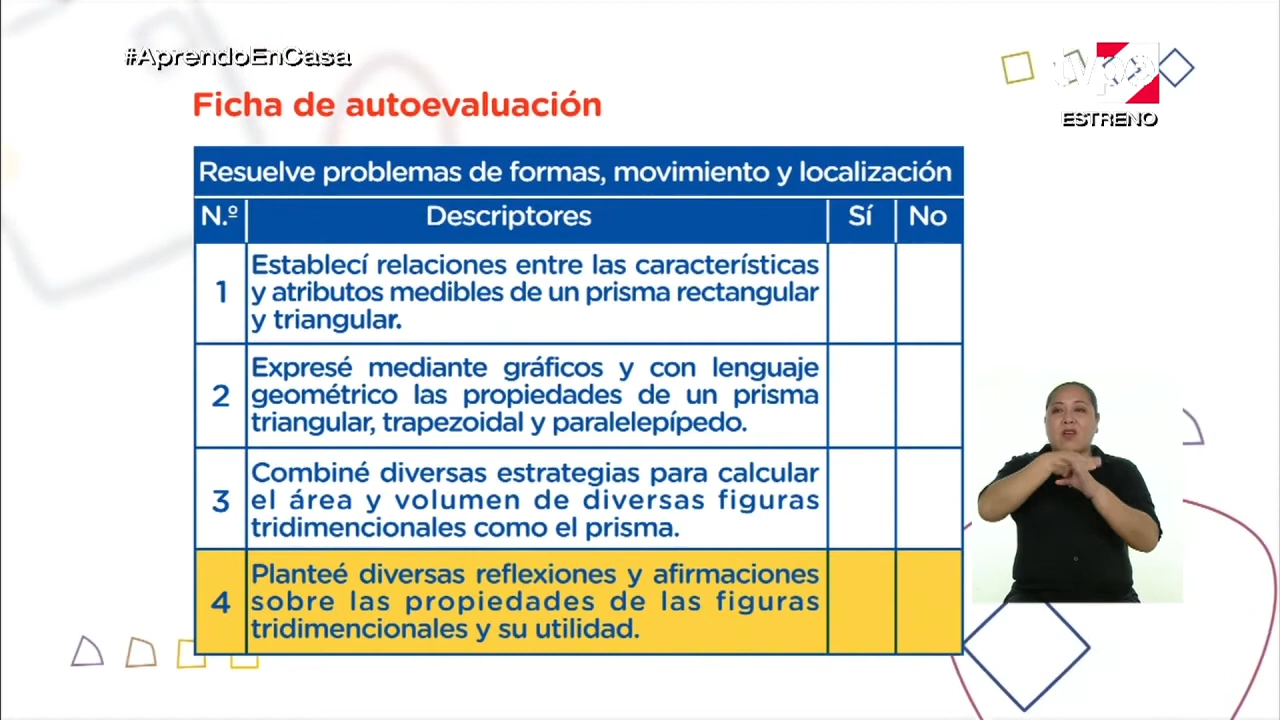 #AprendoEnCasa
tvpe
ESTRENO
Ficha de autoevaluación
Resuelve problemas de formas, movimiento y localización
N.º Descriptores Sí No
1 Establecí relaciones entre las características
y atributos medibles de un prisma rectangular
y triangular.
2 Expresé mediante gráficos y con lenguaje
geométrico las propiedades de un prisma
triangular, trapezoidal y paralelepípedo.
3 Combiné diversas estrategias para calcular
el área y volumen de diversas figuras
tridimencionales como el prisma.
4 Planteé diversas reflexiones y afirmaciones
sobre las propiedades de las figuras
tridimencionales y su utilidad.